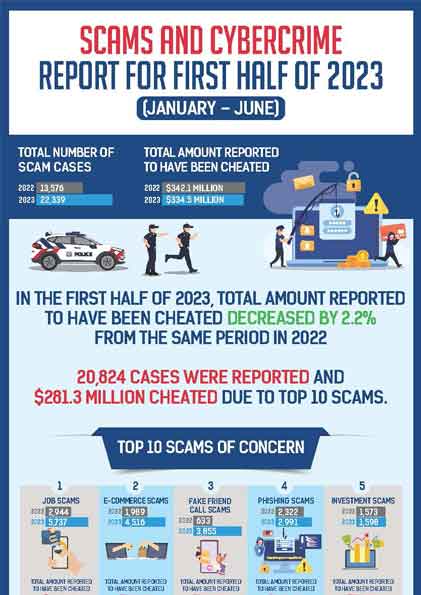 SCAMS AND CYBERCRIME
REPORT FOR FIRST HALF OF 2023
(JANUARY – JUNE)
TOTAL NUMBER OF
SCAM CASES
2022 13,576
2023 22,339
TOTAL AMOUNT REPORTED
TO HAVE BEEN CHEATED
2022 $342.1 MILLION
2023 $334.5 MILLION
POLICE
IN THE FIRST HALF OF 2023, TOTAL AMOUNT REPORTED
TO HAVE BEEN CHEATED DECREASED BY 2.2%
FROM THE SAME PERIOD IN 2022
20,824 CASES WERE REPORTED AND
$281.3 MILLION CHEATED DUE TO TOP 10 SCAMS.
TOP 10 SCAMS OF CONCERN
1
JOB SCAMS
2022 2,944
2023 5,737
TOTAL AMOUNT REPORTED
TO HAVE BEEN CHEATED
2
E-COMMERCE SCAMS
2022 1,989
2023 4,516
TOTAL AMOUNT REPORTED
TO HAVE BEEN CHEATED
3
FAKE FRIEND
CALL SCAMS
2022 633
2023 3,855
TOTAL AMOUNT REPORTED
TO HAVE BEEN CHEATED
4
PHISHING SCAMS
2022 2,322
2023 2,991
TOTAL AMOUNT REPORTED
TO HAVE BEEN CHEATED
5
INVESTMENT SCAMS
2022 1,573
2023 1,598
TOTAL AMOUNT REPORTED
TO HAVE BEEN CHEATED